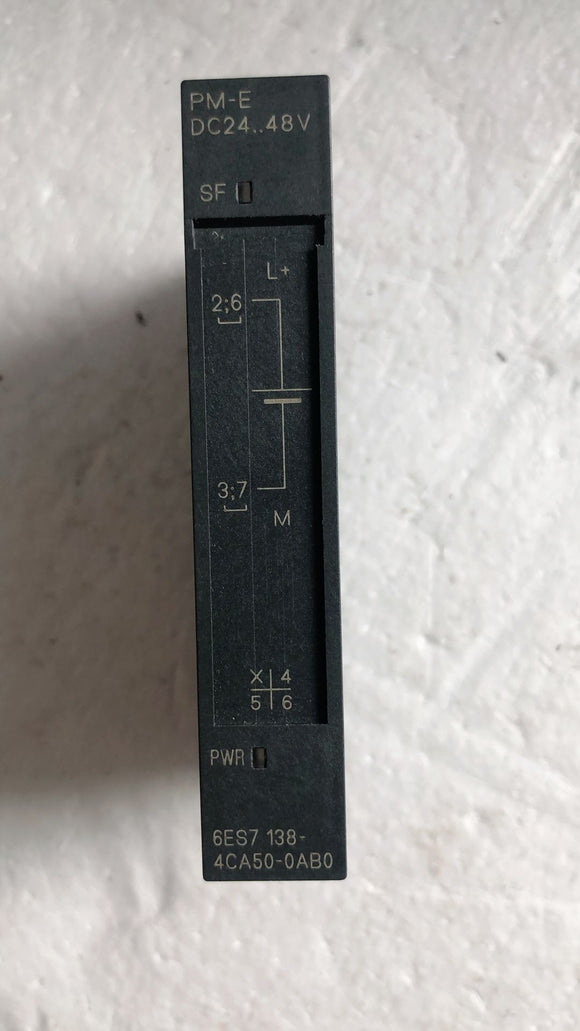 PM-E
DC24..48V
SF
L+
2;6
3;7
M
X 4
5 6
PWR
6ES7 138-
4CA50-0AB0